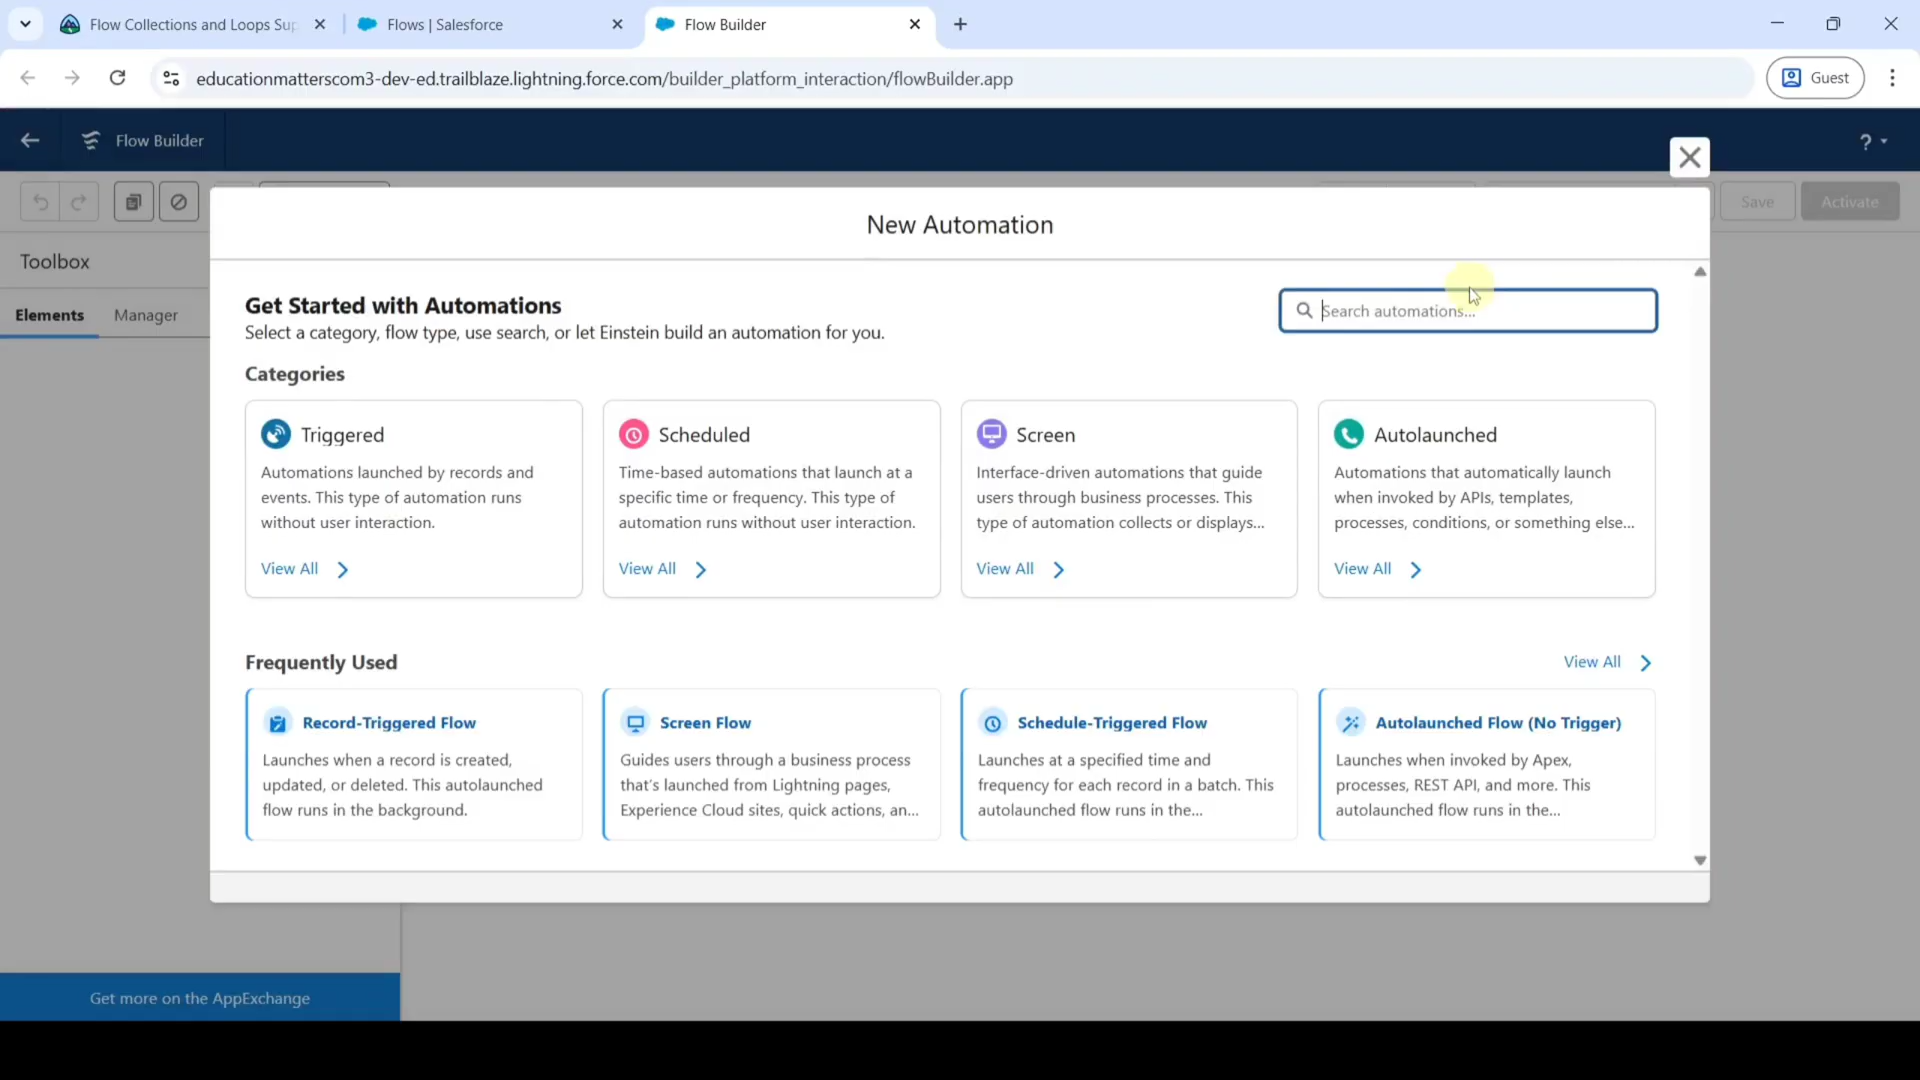 Flow Collections and Loops Sup
Flows | Salesforce
Flow Builder
educationmatterscom3-dev-ed.trailblaze.lightning.force.com/builder_platform_interaction/flowBuilder.app
Guest
Flow Builder
?
Save
Activate
Toolbox
Elements
Manager
New Automation
Get Started with Automations
Select a category, flow type, use search, or let Einstein build an automation for you.
Search automations...
Categories
Triggered
Automations launched by records and
events. This type of automation runs
without user interaction.
View All
Scheduled
Time-based automations that launch at a
specific time or frequency. This type of
automation runs without user interaction.
View All
Screen
Interface-driven automations that guide
users through business processes. This
type of automation collects or displays...
View All
Autolaunched
Automations that automatically launch
when invoked by APIs, templates,
processes, conditions, or something else...
View All
Frequently Used
View All
Record-Triggered Flow
Launches when a record is created,
updated, or deleted. This autolaunched
flow runs in the background.
Screen Flow
Guides users through a business process
that's launched from Lightning pages,
Experience Cloud sites, quick actions, an...
Schedule-Triggered Flow
Launches at a specified time and
frequency for each record in a batch. This
autolaunched flow runs in the...
Autolaunched Flow (No Trigger)
Launches when invoked by Apex,
processes, REST API, and more. This
autolaunched flow runs in the...
Get more on the AppExchange